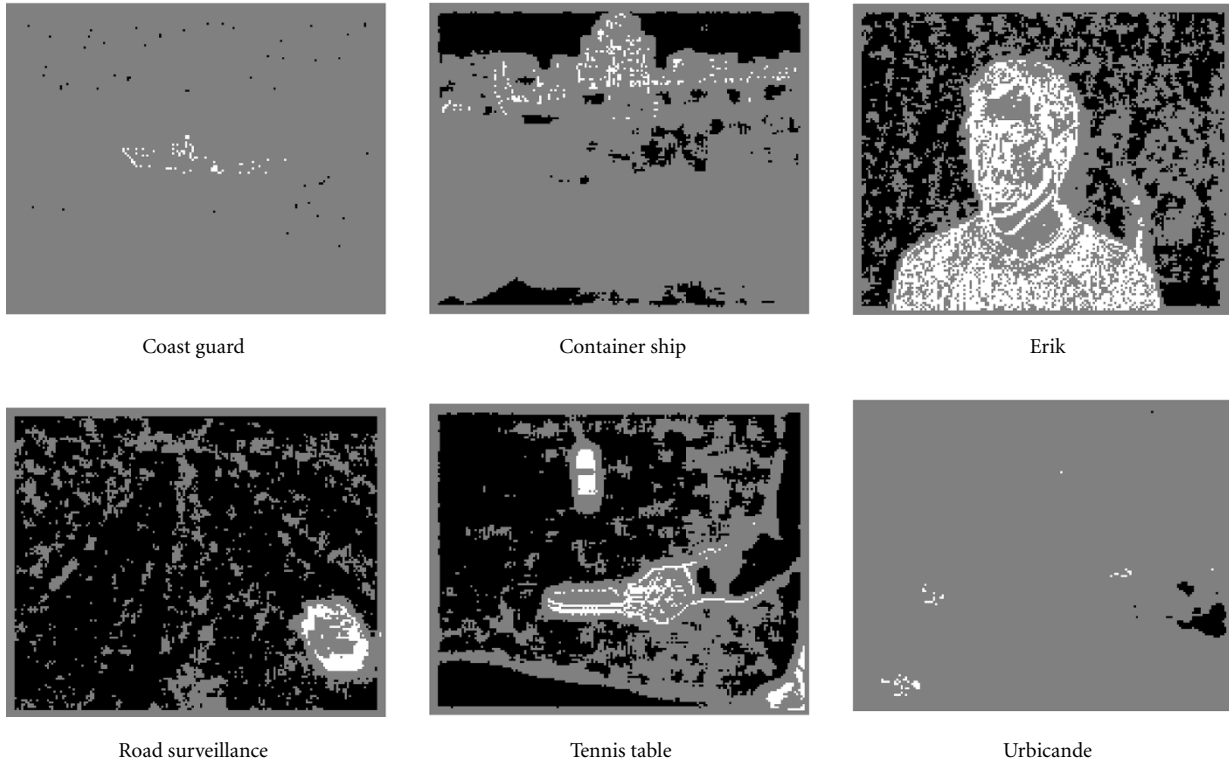 Coast guard
Container ship
Erik
Road surveillance
Tennis table
Urbicande